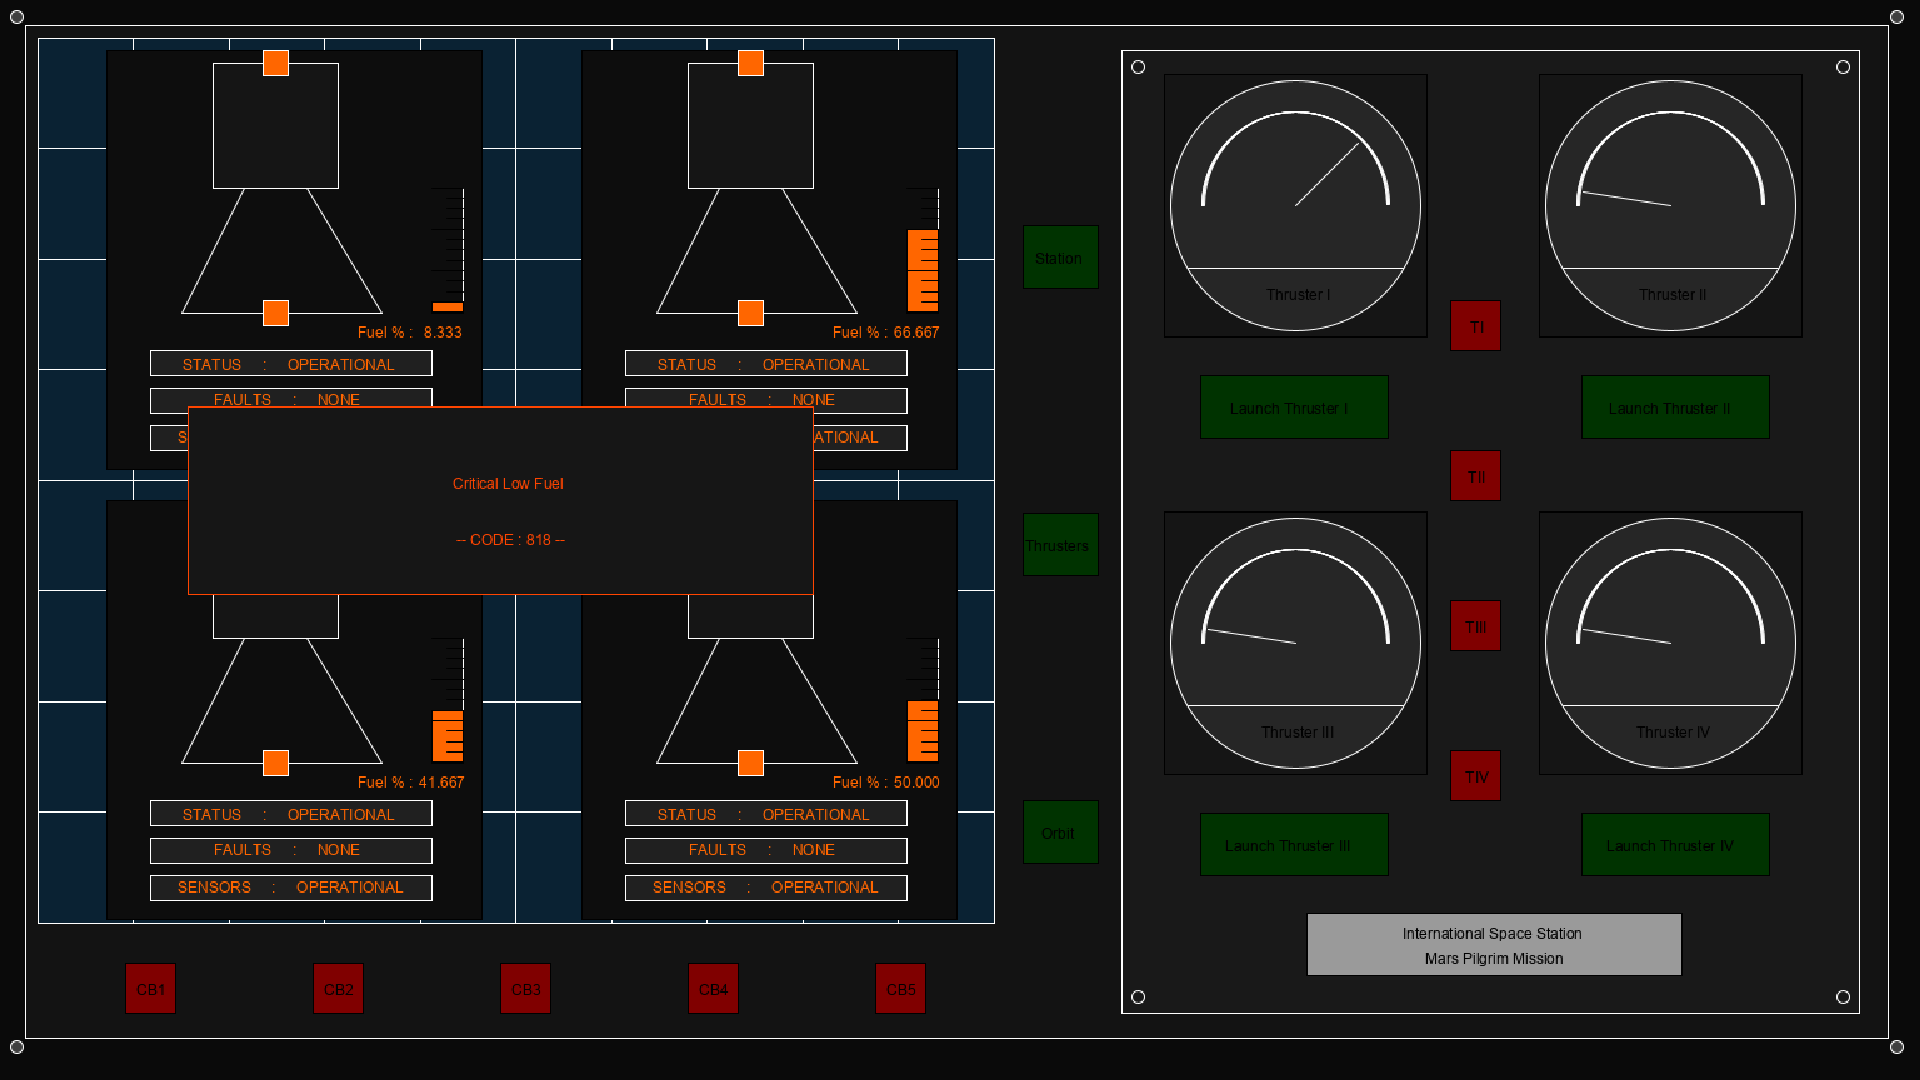 Fuel % : 8.333
STATUS : OPERATIONAL
FAULTS : NONE
S
Fuel % : 66.667
STATUS : OPERATIONAL
FAULTS : NONE
ATIONAL
Critical Low Fuel
-- CODE : 818 --
Fuel % : 41.667
STATUS : OPERATIONAL
FAULTS : NONE
SENSORS : OPERATIONAL
Fuel % : 50.000
STATUS : OPERATIONAL
FAULTS : NONE
SENSORS : OPERATIONAL
CB1
CB2
CB3
CB4
CB5
Station
Thrusters
Orbit
Thruster I
Thruster II
TI
Launch Thruster I
Launch Thruster II
TII
TIII
Thruster III
Thruster IV
TIV
Launch Thruster III
Launch Thruster IV
International Space Station
Mars Pilgrim Mission